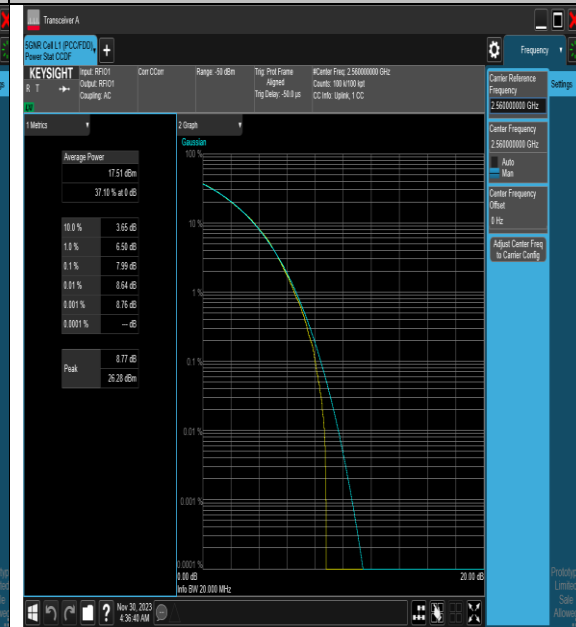 Transceiver A
5GNR Cell L1 (PCC/FDD),
Power Stat CCDF
Frequency
KEYSIGHT
R T
Input: RFIO1
Output: RFIO1
Coupling: AC
Corr CCorr
Range: -50 dBm
Trig: Prot Frame
Aligned
Trig Delay: -50.0 µs
#Center Freq: 2.560000000 GHz
Counts: 100 k/100 kpt
CC Info: Uplink, 1 CC
1 Metrics
Average Power
17.51 dBm
37.10 % at 0 dB
10.0 % 3.65 dB
1.0 % 6.50 dB
0.1 % 7.99 dB
0.01 % 8.64 dB
0.001 % 8.76 dB
0.0001 % --- dB
Peak
8.77 dB
26.28 dBm
2 Graph
Gaussian
100 %
10 %
1 %
0.1 %
0.01 %
0.001 %
0.0001 %
0.00 dB
20.00 dB
Info BW 20.000 MHz
Carrier Reference
Frequency
2.560000000 GHz
Center Frequency
2.560000000 GHz
Auto
Man
Center Frequency
Offset
0 Hz
Adjust Center Freq
to Carrier Config
Settings
Nov 30, 2023
4:36:40 AM
Sale